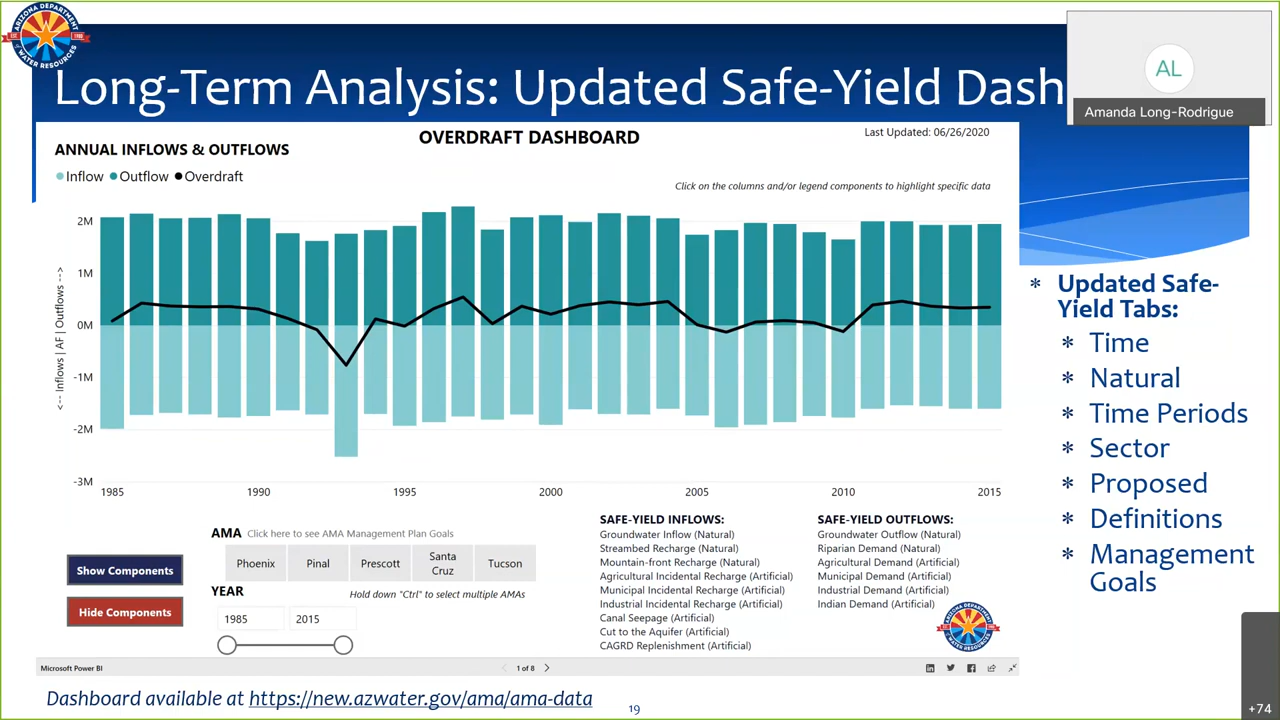 ARIZONA DEPARTMENT
EST. 1980
OF WATER RESOURCES
Long-Term Analysis: Updated Safe-Yield Dash
AL
Amanda Long-Rodrigue
OVERDRAFT DASHBOARD
Last Updated: 06/26/2020
ANNUAL INFLOWS & OUTFLOWS
Inflow Outflow Overdraft
Click on the columns and/or legend components to highlight specific data
<-- Inflows | AF | Outflows -->
2M
1M
0M
-1M
-2M
-3M
1985 1990 1995 2000 2005 2010 2015
AMA Click here to see AMA Management Plan Goals
Phoenix Pinal Prescott Santa Cruz Tucson
Show Components
Hide Components
YEAR Hold down "Ctrl" to select multiple AMAs
1985 2015
SAFE-YIELD INFLOWS:
Groundwater Inflow (Natural)
Streambed Recharge (Natural)
Mountain-front Recharge (Natural)
Agricultural Incidental Recharge (Artificial)
Municipal Incidental Recharge (Artificial)
Industrial Incidental Recharge (Artificial)
Canal Seepage (Artificial)
Cut to the Aquifer (Artificial)
CAGRD Replenishment (Artificial)
SAFE-YIELD OUTFLOWS:
Groundwater Outflow (Natural)
Riparian Demand (Natural)
Agricultural Demand (Artificial)
Municipal Demand (Artificial)
Industrial Demand (Artificial)
Indian Demand (Artificial)
Microsoft Power BI
1 of 8
* Updated Safe-
Yield Tabs:
* Time
* Natural
* Time Periods
* Sector
* Proposed
* Definitions
* Management
Goals
Dashboard available at https://new.azwater.gov/ama/ama-data
19
+74